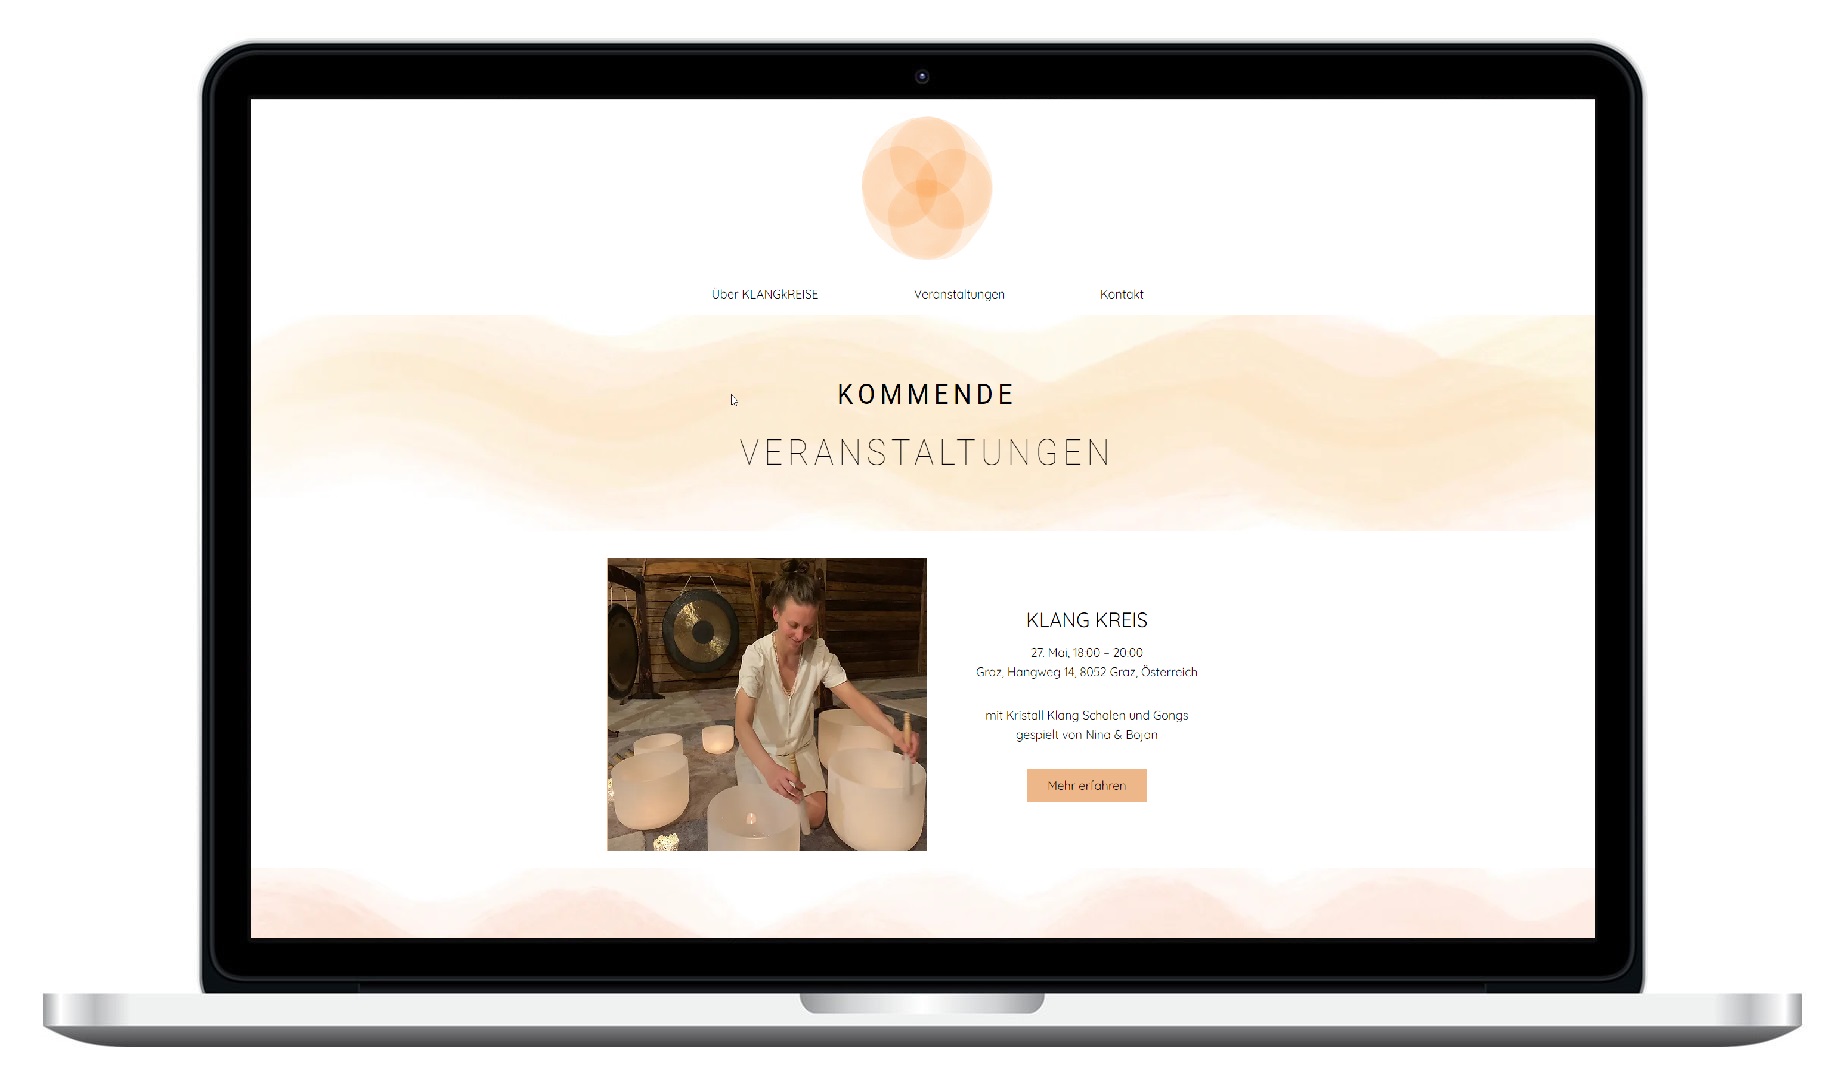 Über KLANGkREISE
Veranstaltungen
Kontakt
KOMMENDE
VERANSTALTUNGEN
KLANG KREIS
27. Mai, 18:00 – 20:00
Graz, Hangweg 14, 8052 Graz, Österreich
mit Kristall Klang Schalen und Gongs
gespielt von Nina & Bojan
Mehr erfahren